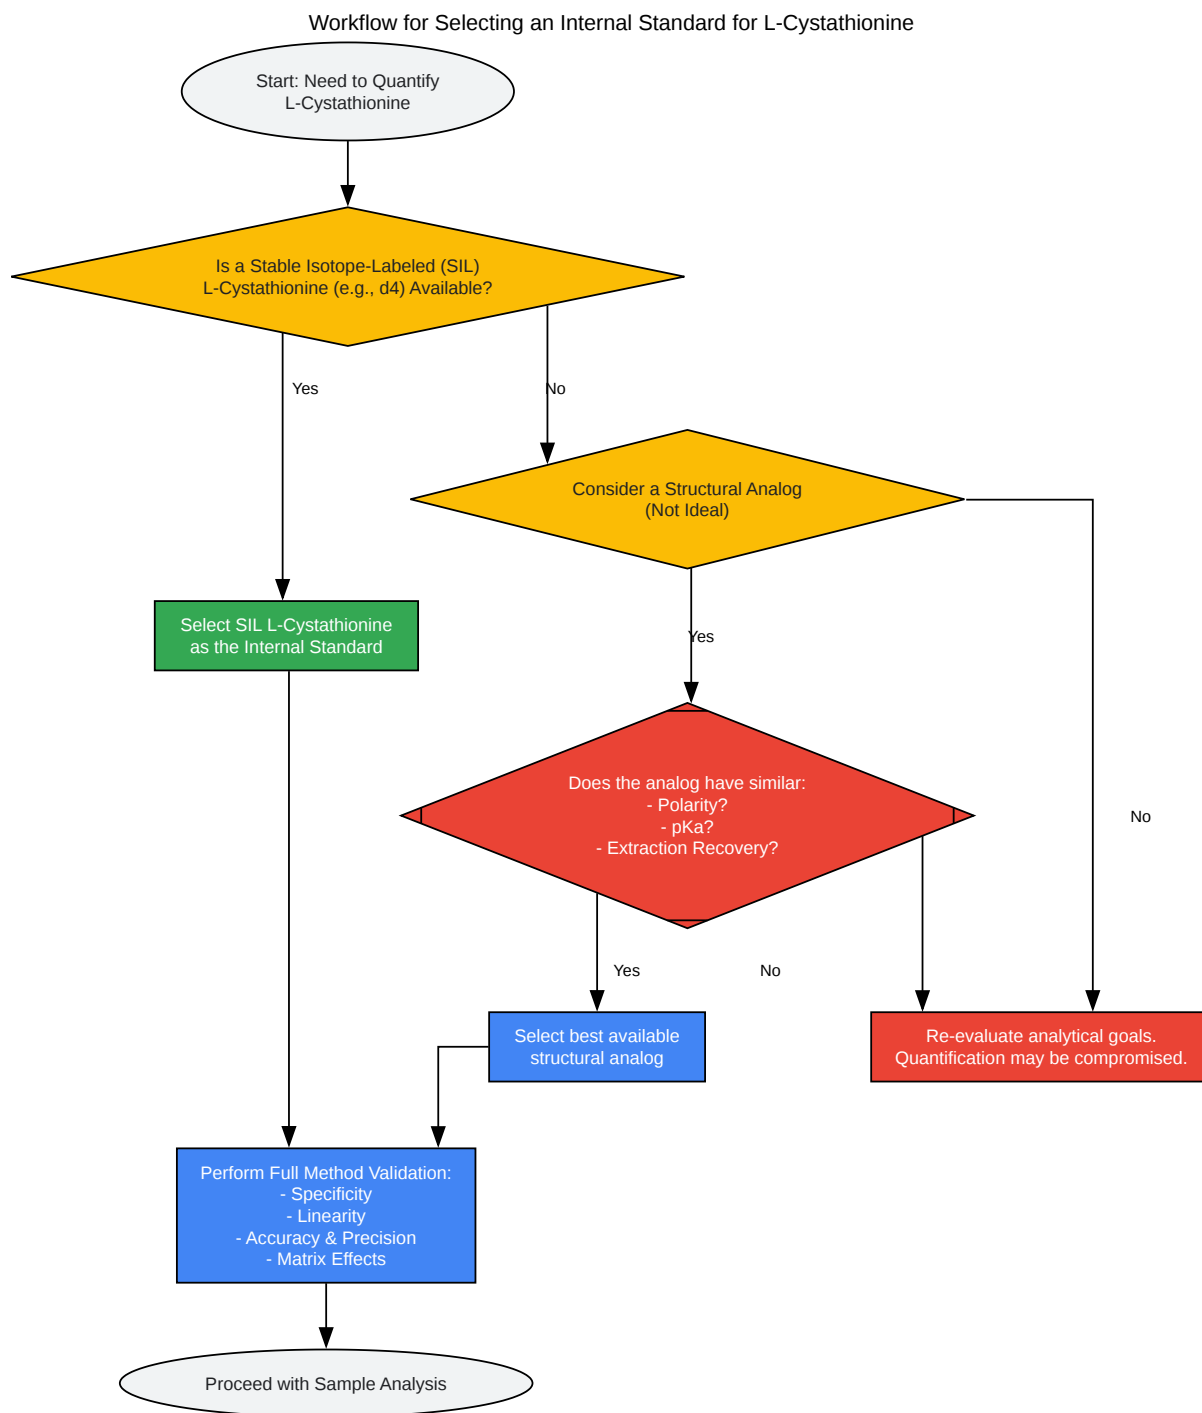 Workflow for Selecting an Internal Standard for L-Cystathionine
Start: Need to Quantify
L-Cystathionine
Is a Stable Isotope-Labeled (SIL)
L-Cystathionine (e.g., d4) Available?
Yes
No
Consider a Structural Analog
(Not Ideal)
Select SIL L-Cystathionine
as the Internal Standard
Yes
Does the analog have similar:
- Polarity?
- pKa?
- Extraction Recovery?
No
Yes
No
Select best available
structural analog
Re-evaluate analytical goals.
Quantification may be compromised.
Perform Full Method Validation:
- Specificity
- Linearity
- Accuracy & Precision
- Matrix Effects
Proceed with Sample Analysis